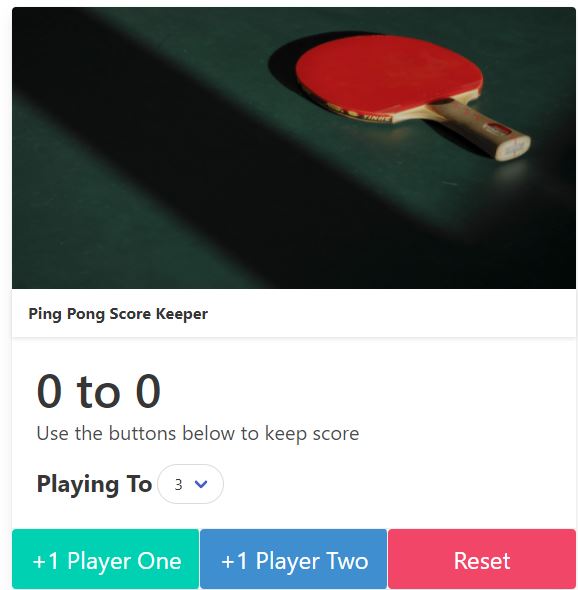 YINHE
Ping Pong Score Keeper
0 to 0
Use the buttons below to keep score
Playing To 3
+1 Player One +1 Player Two Reset